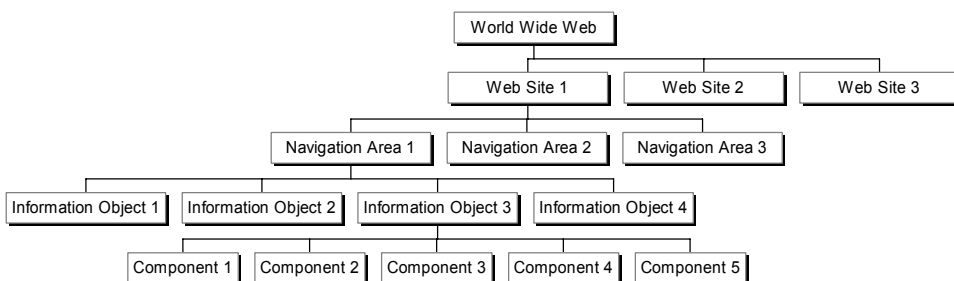 World Wide Web
Web Site 1
Web Site 2
Web Site 3
Navigation Area 1
Navigation Area 2
Navigation Area 3
Information Object 1
Information Object 2
Information Object 3
Information Object 4
Component 1
Component 2
Component 3
Component 4
Component 5